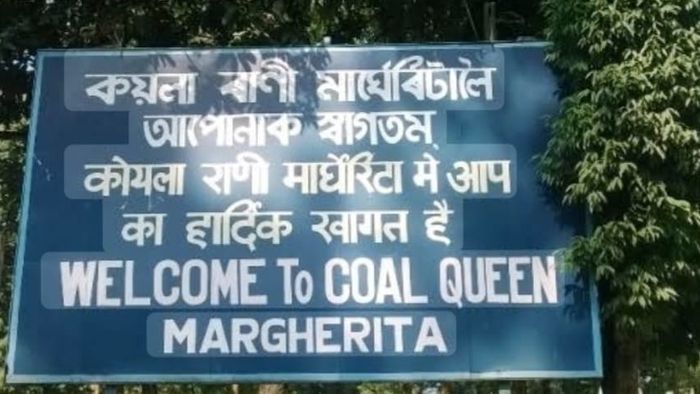 কয়লা ৰাণী মাৰ্ঘেৰিটালৈ
আপোনাক স্বাগতম
कोयला राणी मार्घेरिटा मे आप
का हार्दिक स्वागत है
WELCOME To COAL QUEEN
MARGHERITA